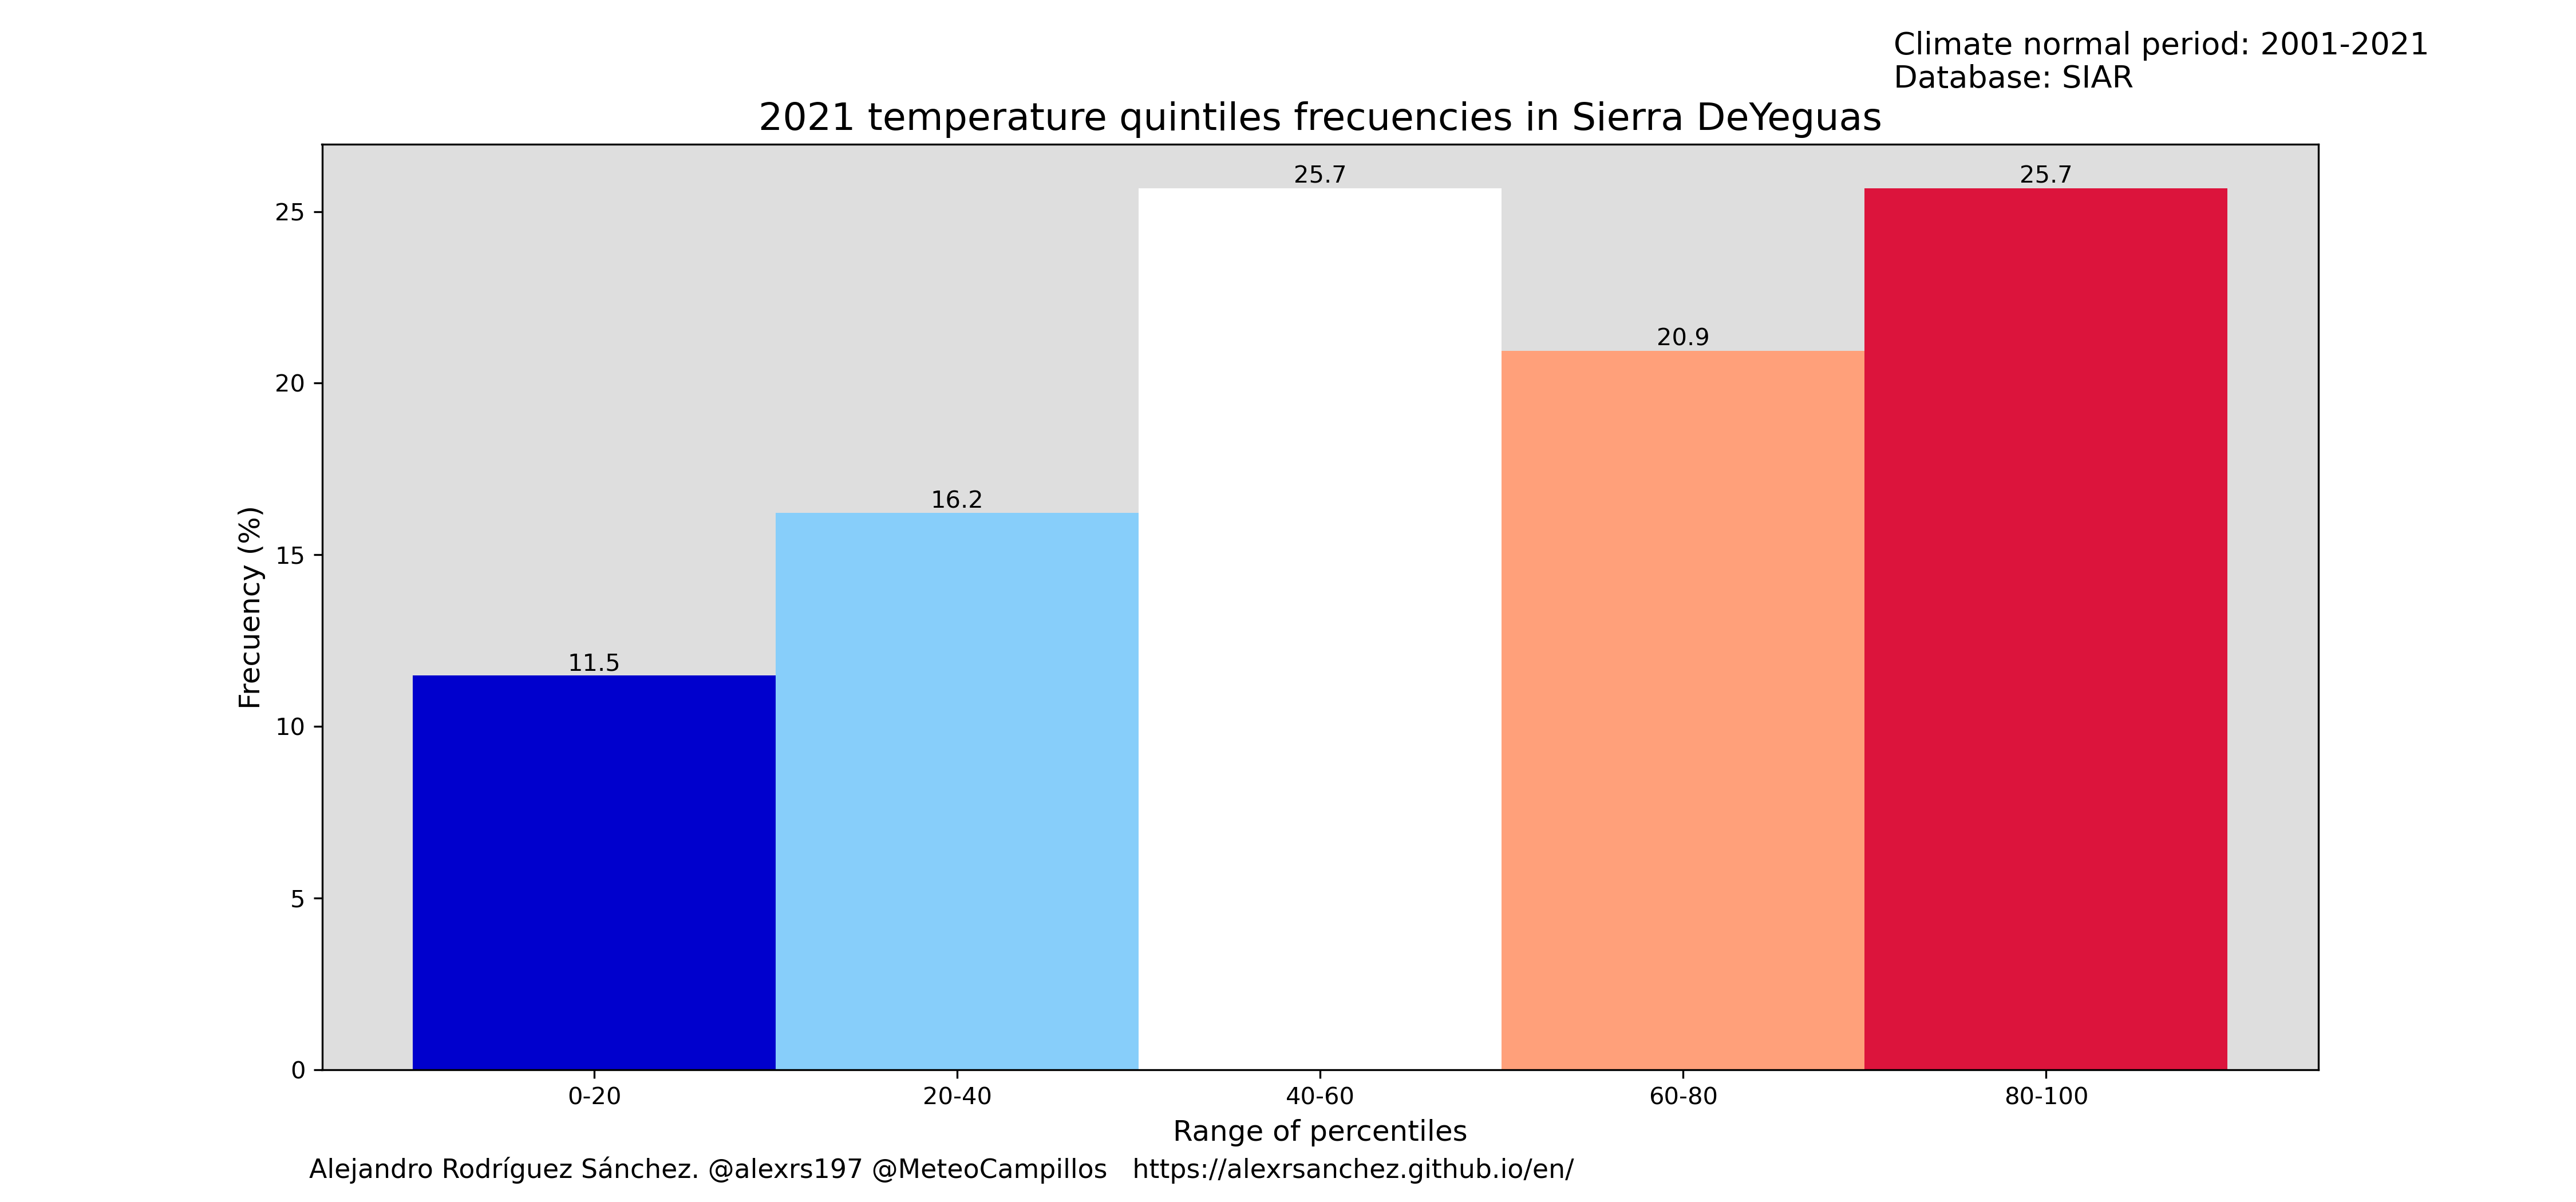 Climate normal period: 2001-2021
Database: SIAR
2021 temperature quintiles frecuencies in Sierra DeYeguas
25.7
25.7
25
20.9
20
16.2
15
11.5
10
5
0
Frecuency (%)
0-20
20-40
40-60
60-80
80-100
Range of percentiles
Alejandro Rodríguez Sánchez. @alexrs197 @MeteoCampillos https://alexrsanchez.github.io/en/